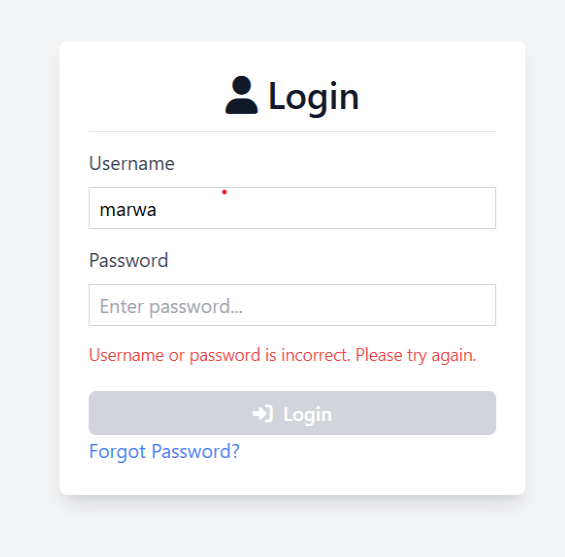 Login
Username
marwa
Password
Enter password...
Username or password is incorrect. Please try again.
Login
Forgot Password?